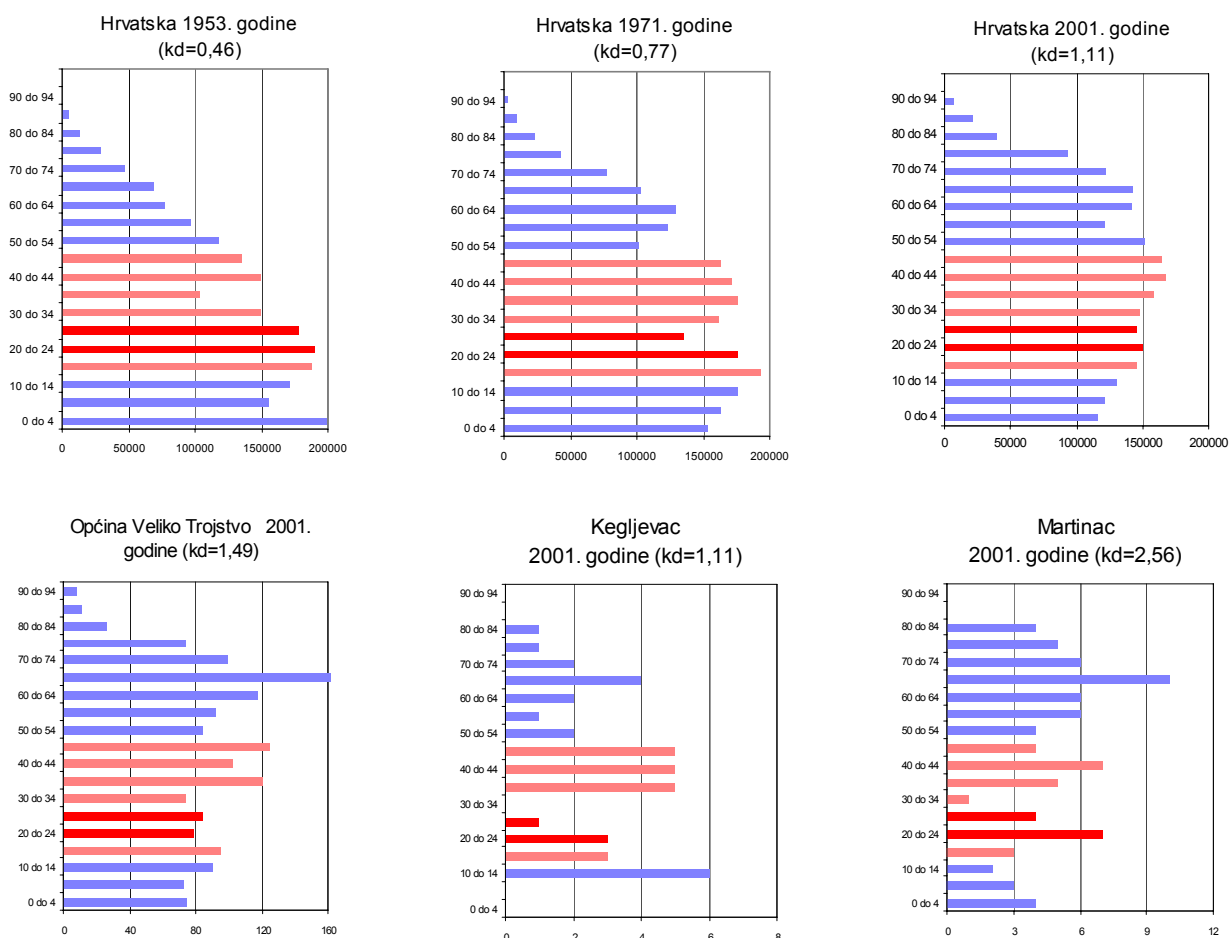 Hrvatska 1953. godine
(kd=0,46)
90 do 94
80 do 84
70 do 74
60 do 64
50 do 54
40 do 44
30 do 34
20 do 24
10 do 14
0 do 4
0 50000 100000 150000 200000
Hrvatska 1971. godine
(kd=0,77)
90 do 94
80 do 84
70 do 74
60 do 64
50 do 54
40 do 44
30 do 34
20 do 24
10 do 14
0 do 4
0 50000 100000 150000 200000
Hrvatska 2001. godine
(kd=1,11)
90 do 94
80 do 84
70 do 74
60 do 64
50 do 54
40 do 44
30 do 34
20 do 24
10 do 14
0 do 4
0 50000 100000 150000 200000
Općina Veliko Trojstvo 2001.
godine (kd=1,49)
90 do 94
80 do 84
70 do 74
60 do 64
50 do 54
40 do 44
30 do 34
20 do 24
10 do 14
0 do 4
0 40 80 120 160
Kegljevac
2001. godine (kd=1,11)
90 do 94
80 do 84
70 do 74
60 do 64
50 do 54
40 do 44
30 do 34
20 do 24
10 do 14
0 do 4
0 2 4 6 8
Martinac
2001. godine (kd=2,56)
90 do 94
80 do 84
70 do 74
60 do 64
50 do 54
40 do 44
30 do 34
20 do 24
10 do 14
0 do 4
0 3 6 9 12